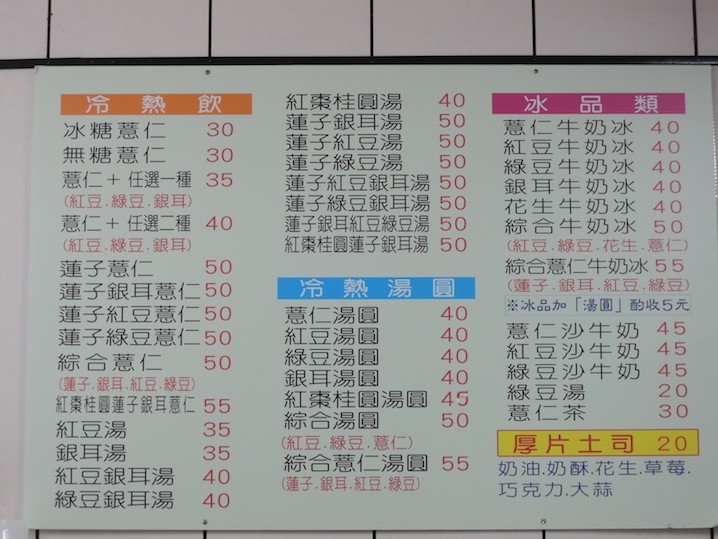 冷熱飲
冰糖薏仁 30
無糖薏仁 30
薏仁+任選一種 35
(紅豆.綠豆.銀耳)
薏仁+任選二種 40
(紅豆.綠豆.銀耳)
蓮子薏仁 50
蓮子銀耳薏仁 50
蓮子紅豆薏仁 50
蓮子綠豆薏仁 50
綜合薏仁 50
(蓮子.銀耳.紅豆.綠豆)
紅棗桂圓蓮子銀耳薏仁 55
紅豆湯 35
銀耳湯 35
紅豆銀耳湯 40
綠豆銀耳湯 40
紅棗桂圓湯 40
蓮子銀耳湯 50
蓮子紅豆湯 50
蓮子綠豆湯 50
蓮子紅豆銀耳湯 50
蓮子綠豆銀耳湯 50
蓮子銀耳紅豆綠豆湯 50
紅棗桂圓蓮子銀耳湯 50
冷熱湯圓
薏仁湯圓 40
紅豆湯圓 40
綠豆湯圓 40
銀耳湯圓 40
紅棗桂圓湯圓 45
綜合湯圓 50
(紅豆.綠豆.薏仁)
綜合薏仁湯圓 55
(蓮子.銀耳.紅豆.綠豆)
冰品類
薏仁牛奶冰 40
紅豆牛奶冰 40
綠豆牛奶冰 40
銀耳牛奶冰 40
花生牛奶冰 40
綜合牛奶冰 50
(紅豆.綠豆.花生.薏仁)
綜合薏仁牛奶冰 55
(蓮子.銀耳.紅豆.綠豆)
※冰品加「湯圓」酌收5元
薏仁沙牛奶 45
紅豆沙牛奶 45
綠豆沙牛奶 45
綠豆湯 20
薏仁茶 30
厚片土司 20
奶油.奶酥.花生.草莓.
巧克力.大蒜